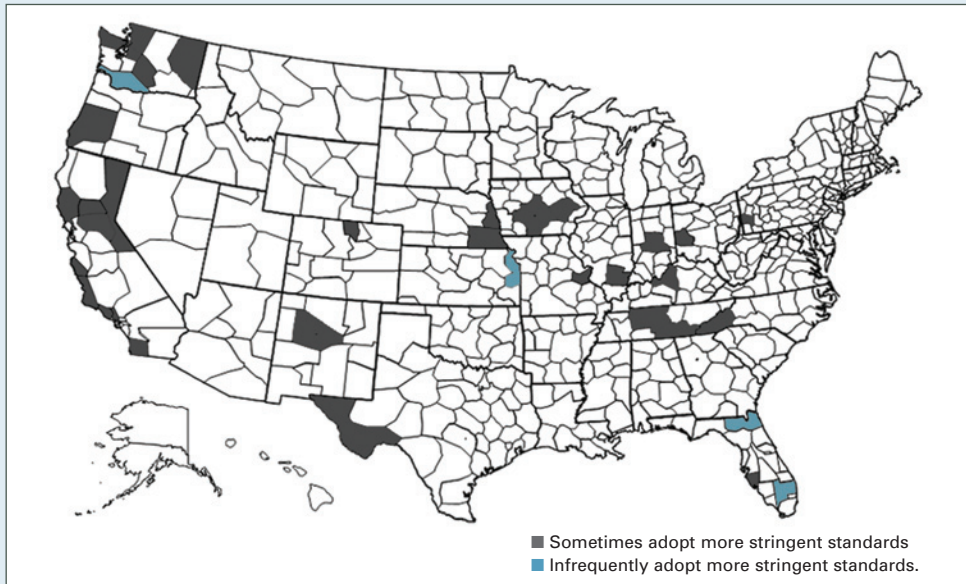 Sometimes adopt more stringent standards
Infrequently adopt more stringent standards.